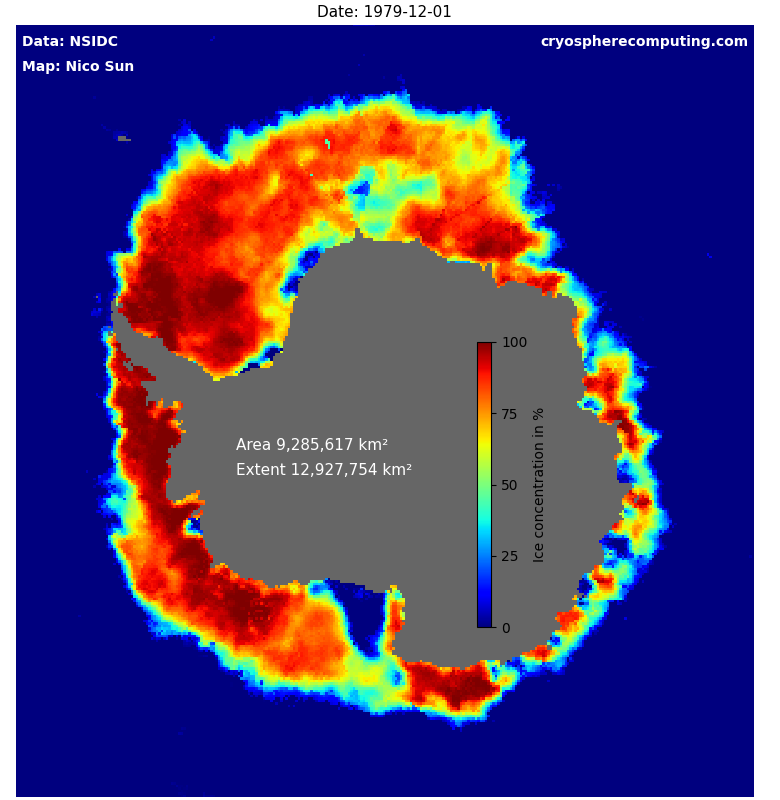 Date: 1979-12-01
Data: NSIDC
cryospherecomputing.com
Map: Nico Sun
100
75
50
25
0
Ice concentration in %
Area 9,285,617 km²
Extent 12,927,754 km²